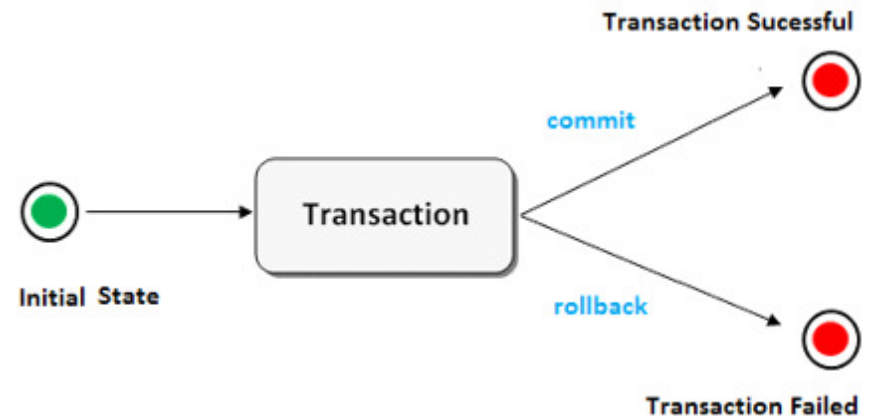 Transaction Sucessful
commit
Transaction
Initial State
rollback
Transaction Failed